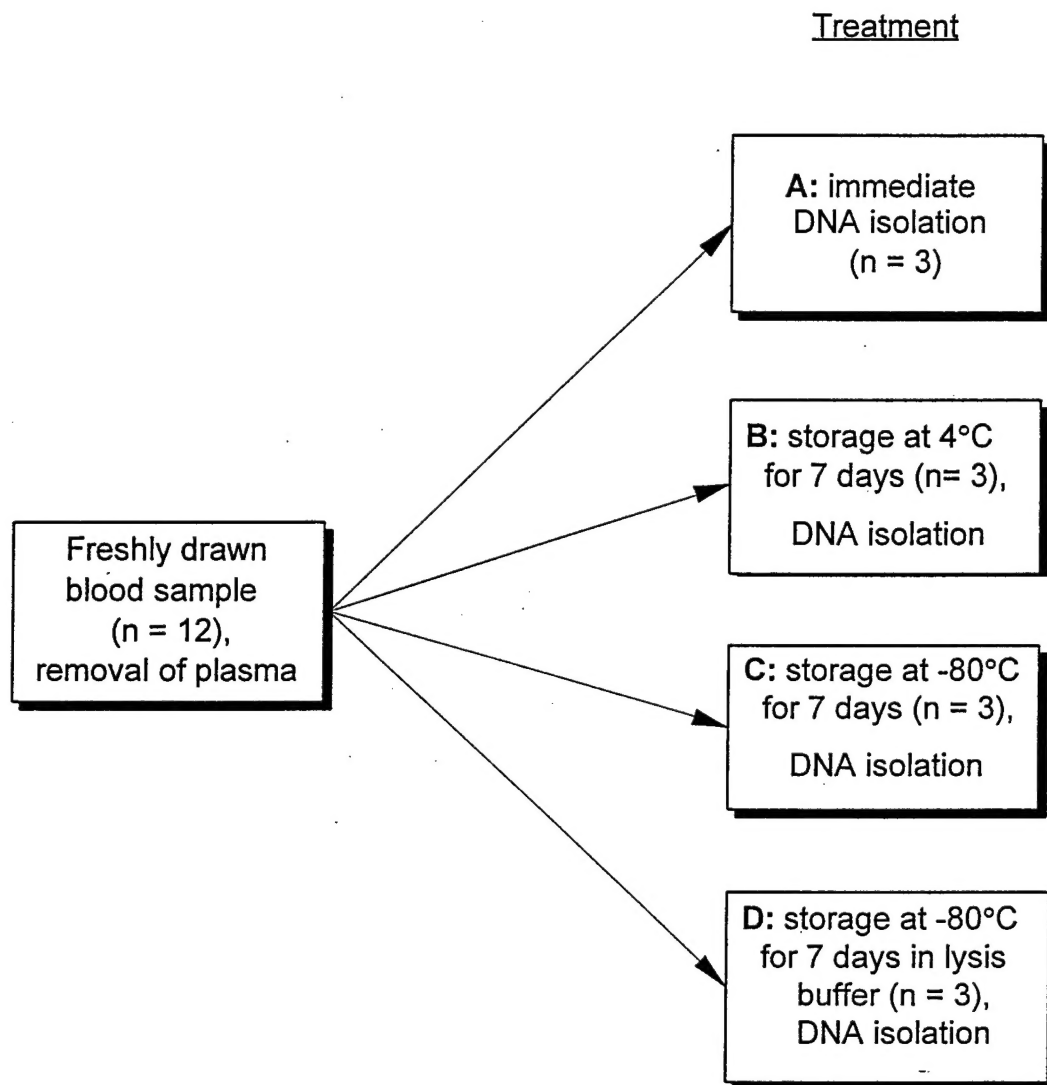 Treatment
A: immediate
DNA isolation
(n = 3)
B: storage at 4°C
for 7 days (n= 3),
DNA isolation
Freshly drawn
blood sample
(n = 12),
removal of plasma
C: storage at -80°C
for 7 days (n = 3),
DNA isolation
D: storage at -80°C
for 7 days in lysis
buffer (n = 3),
DNA isolation